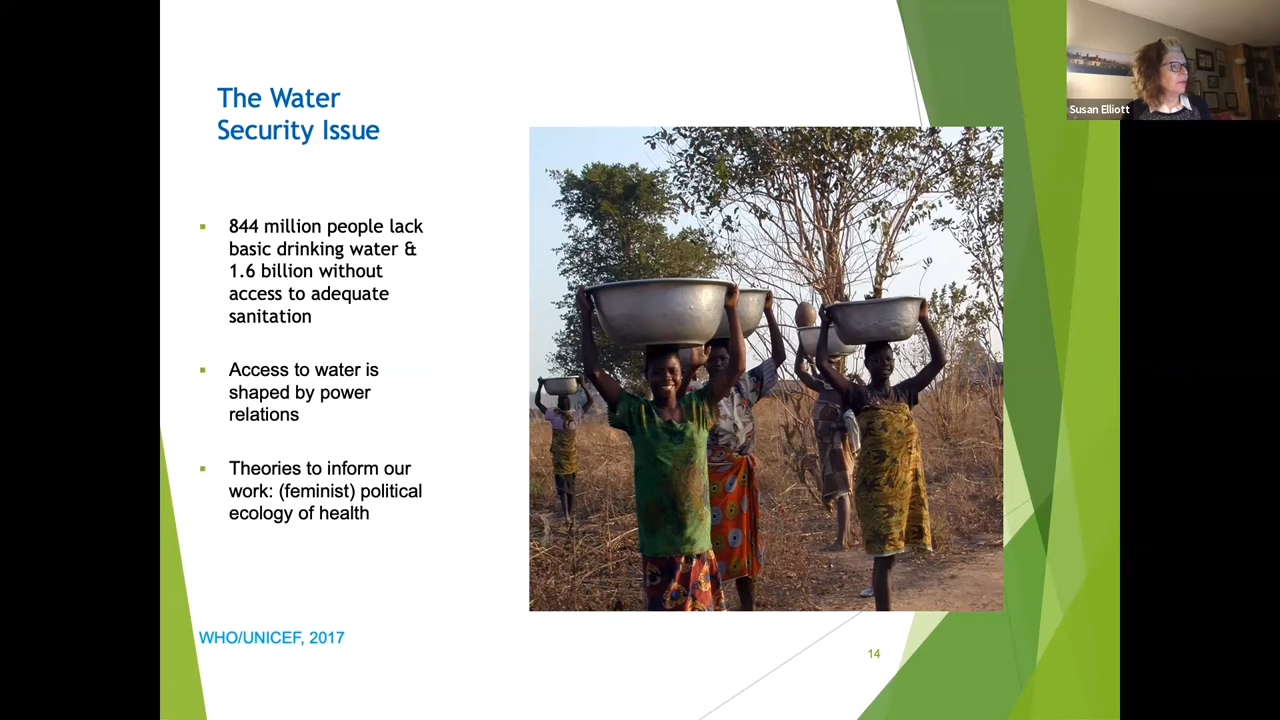 The Water
Security Issue
844 million people lack
basic drinking water &
1.6 billion without
access to adequate
sanitation
Access to water is
shaped by power
relations
Theories to inform our
work: (feminist) political
ecology of health
WHO/UNICEF, 2017
14
Susan Elliott